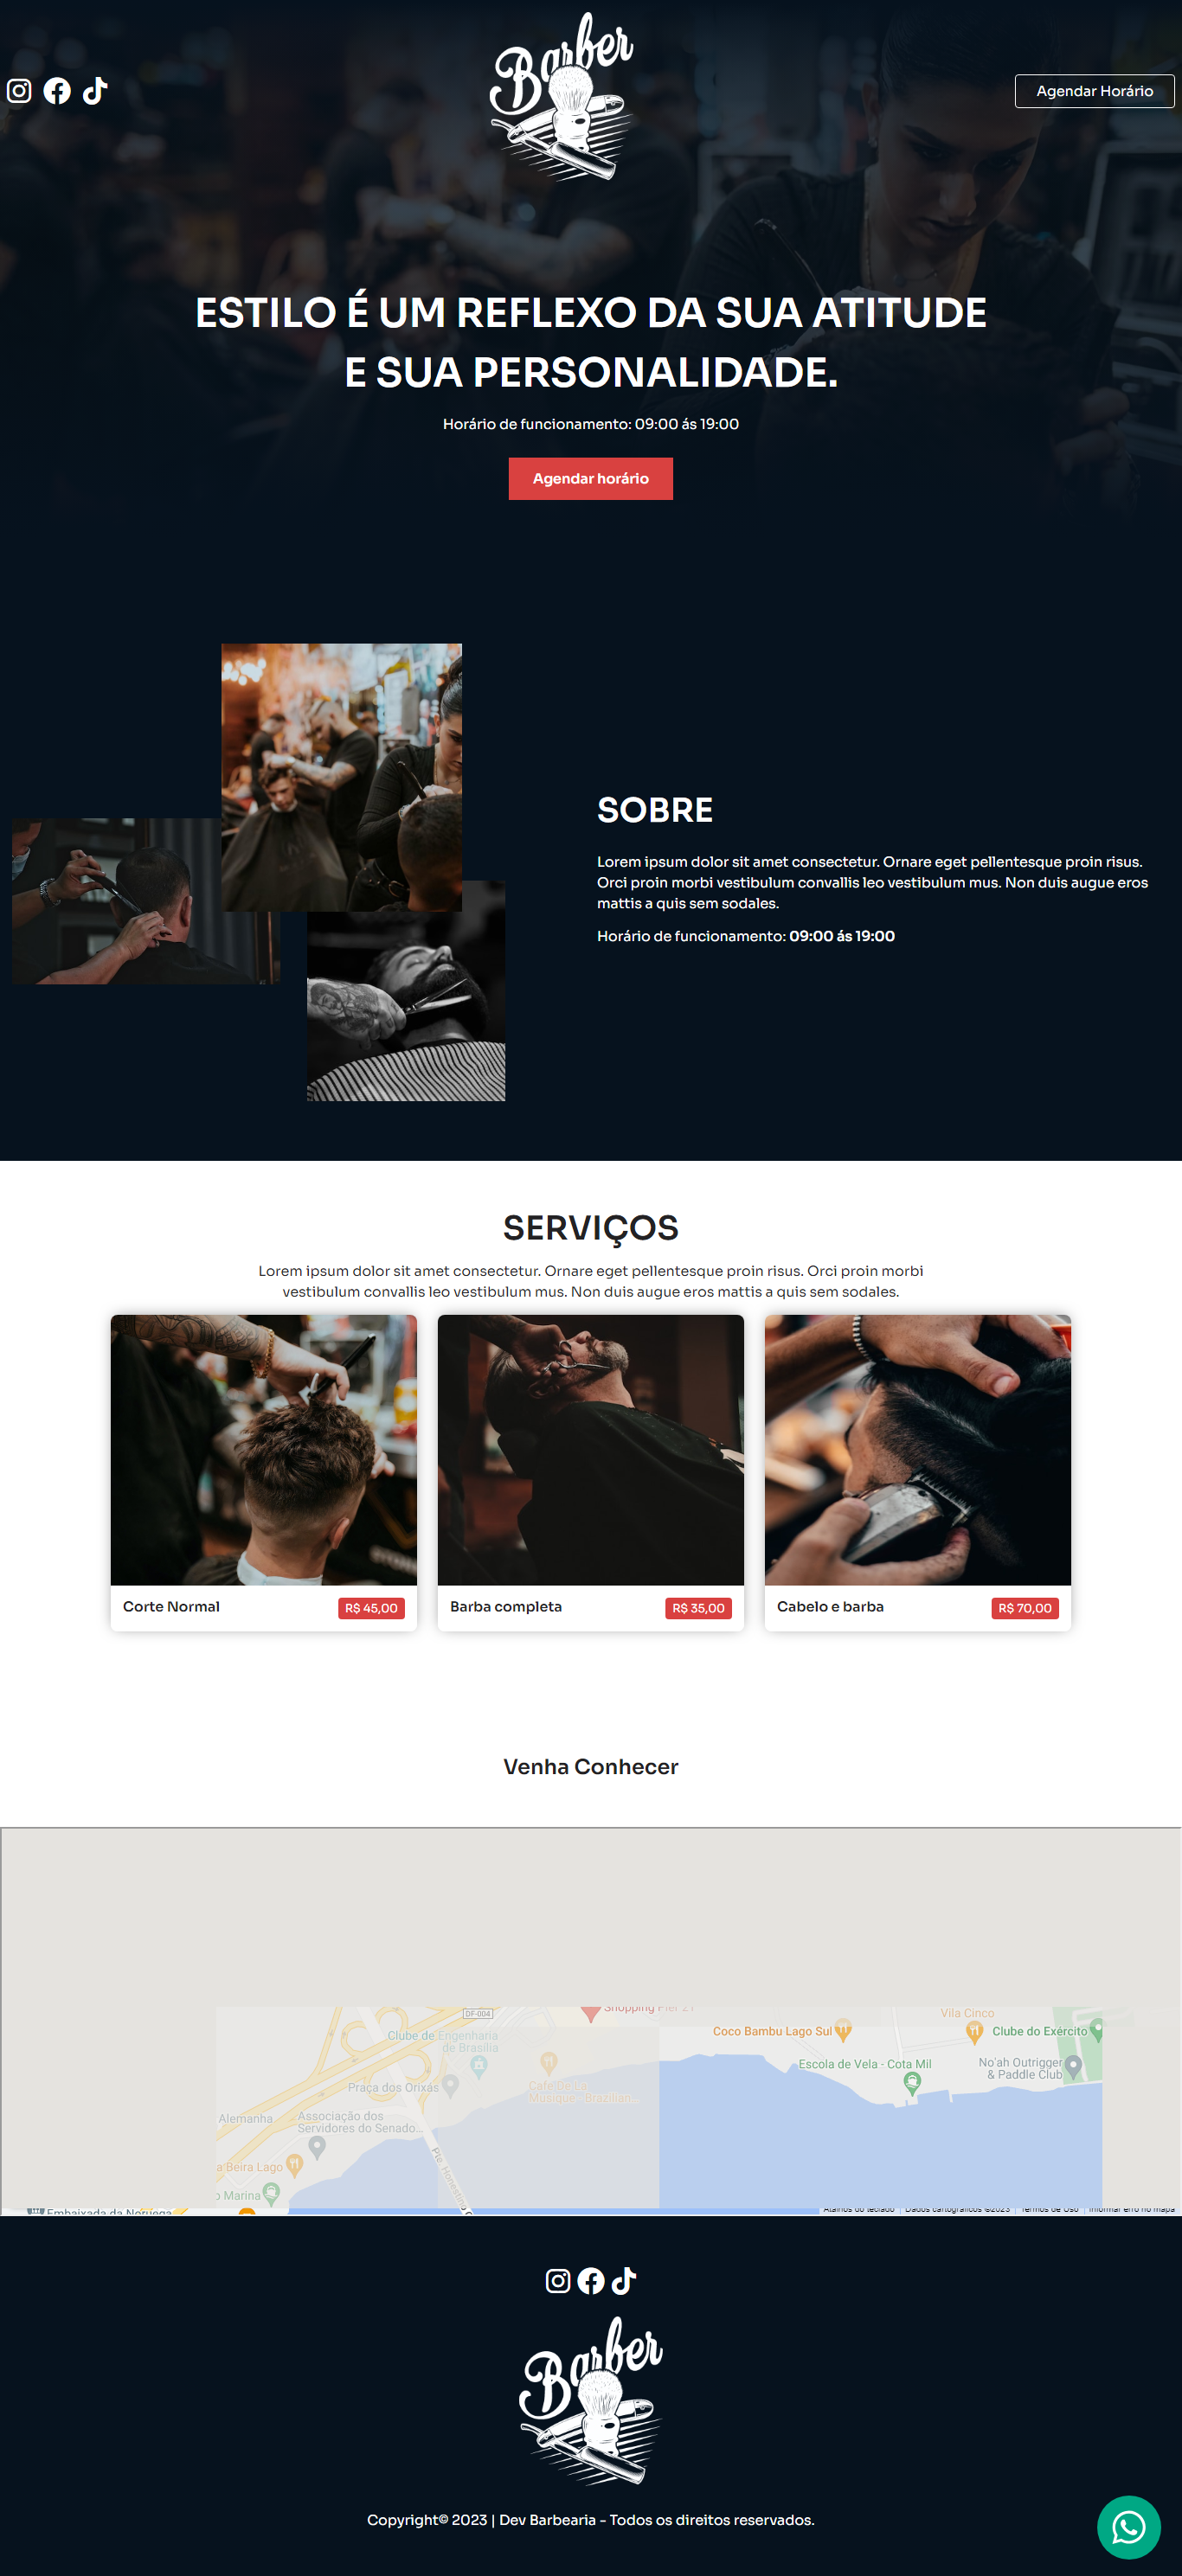 Barber
Agendar Horário
ESTILO É UM REFLEXO DA SUA ATITUDE
E SUA PERSONALIDADE.
Horário de funcionamento: 09:00 ás 19:00
Agendar horário
SOBRE
Lorem ipsum dolor sit amet consectetur. Ornare eget pellentesque proin risus.
Orci proin morbi vestibulum convallis leo vestibulum mus. Non duis augue eros
mattis a quis sem sodales.
Horário de funcionamento: 09:00 ás 19:00
SERVIÇOS
Lorem ipsum dolor sit amet consectetur. Ornare eget pellentesque proin risus. Orci proin morbi
vestibulum convallis leo vestibulum mus. Non duis augue eros mattis a quis sem sodales.
Corte Normal
R$ 45,00
Barba completa
R$ 35,00
Cabelo e barba
R$ 70,00
Venha Conhecer
DF-004
Shopping Pier 21
Vila Cinco
Clube de Engenharia
de Brasília
Coco Bambu Lago Sul
Clube do Exército
Escola de Vela - Cota Mil
No'ah Outrigger
& Paddle Club
Praça dos Orixás
Café De La
Musique - Brazilian...
Alemanha
Associação dos
Servidores do Senado...
Pte. Honestino
a Beira Lago
o Marina
Embaixada da Noruega
Atalhos do teclado
Dados cartográficos ©2023
Termos de Uso
Informar erro no mapa
Barber
Copyright© 2023 | Dev Barbearia - Todos os direitos reservados.